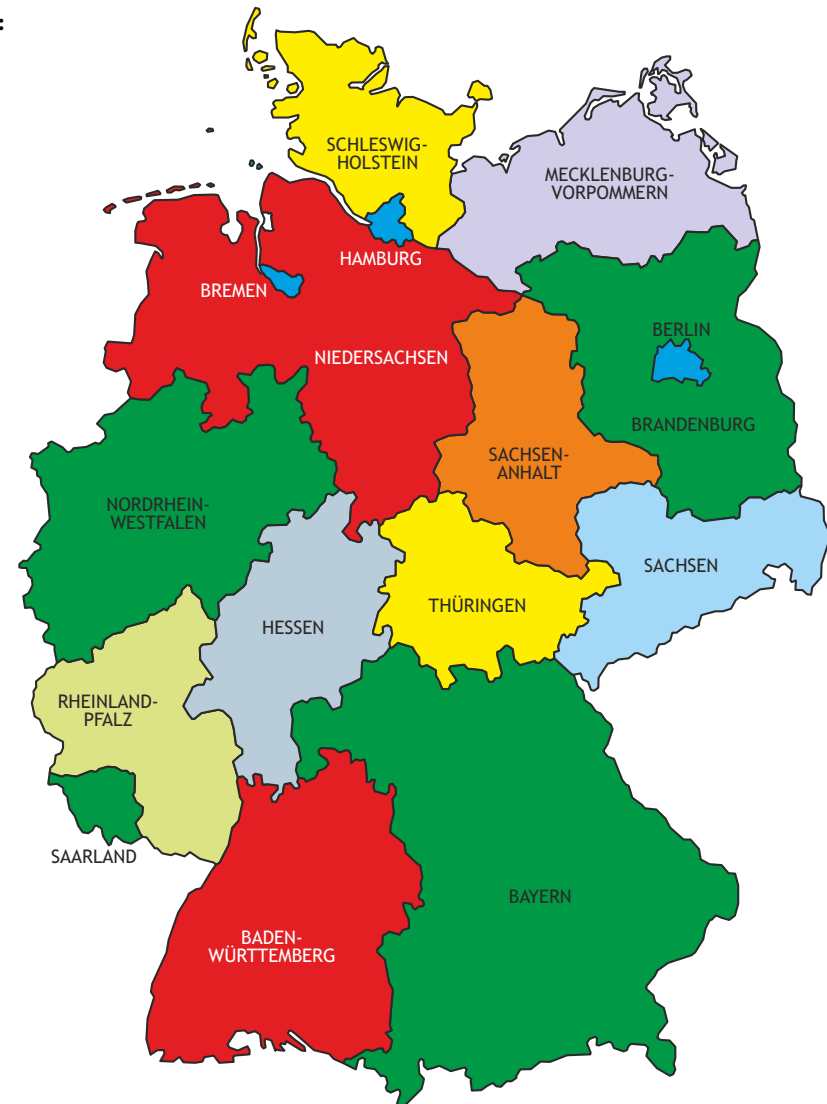 :
SCHLESWIG-
HOLSTEIN
MECKLENBURG-
VORPOMMERN
HAMBURG
BREMEN
BERLIN
NIEDERSACHSEN
BRANDENBURG
SACHSEN-
ANHALT
NORDRHEIN-
WESTFALEN
SACHSEN
THÜRINGEN
HESSEN
RHEINLAND-
PFALZ
SAARLAND
BAYERN
BADEN-
WÜRTTEMBERG